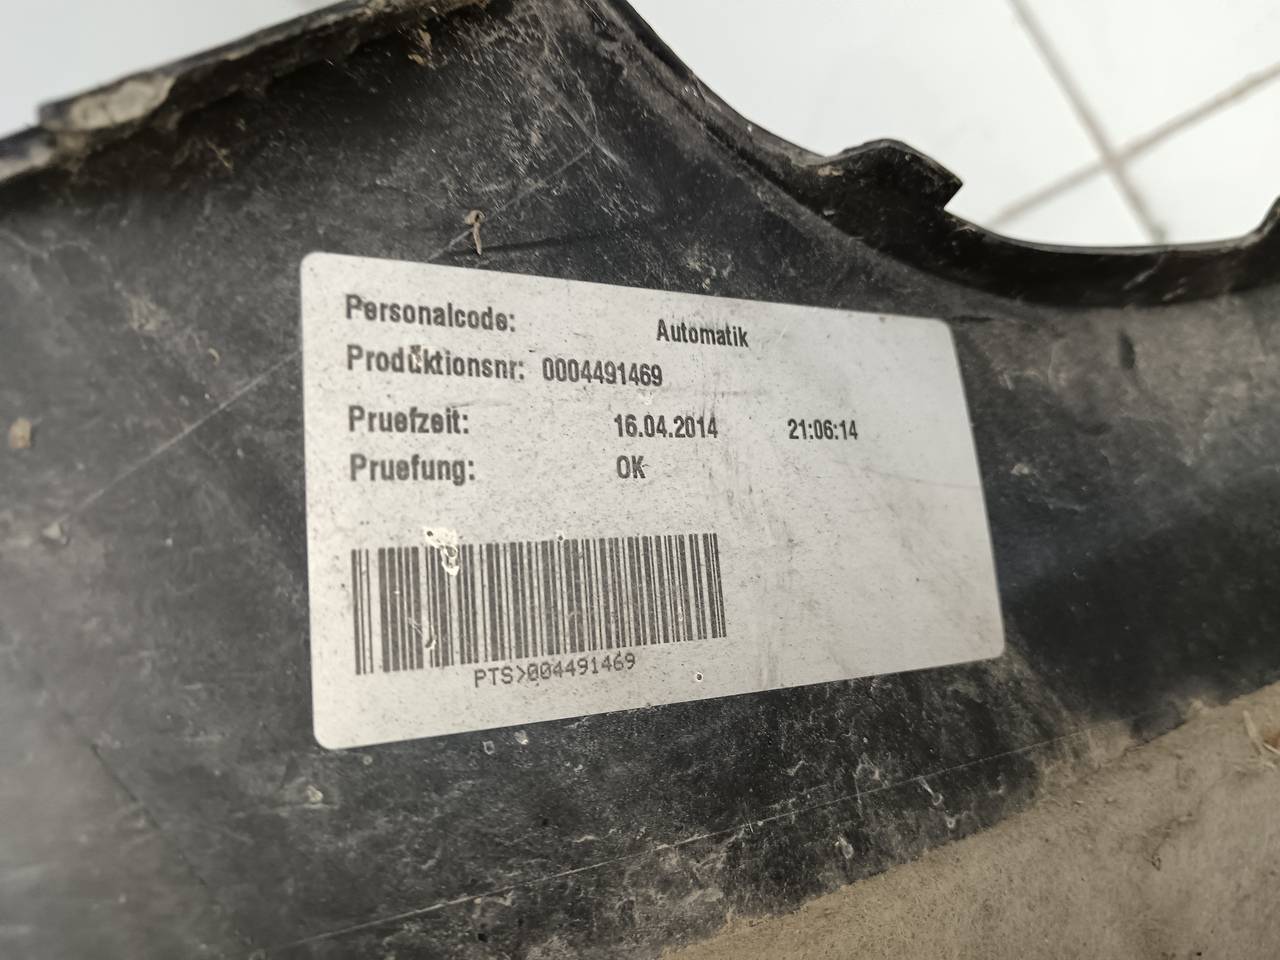 Personalcode: Automatik
Produktionsnr: 0004491469
Pruefzeit: 16.04.2014 21:06:14
Pruefung: OK
PTS>004491469